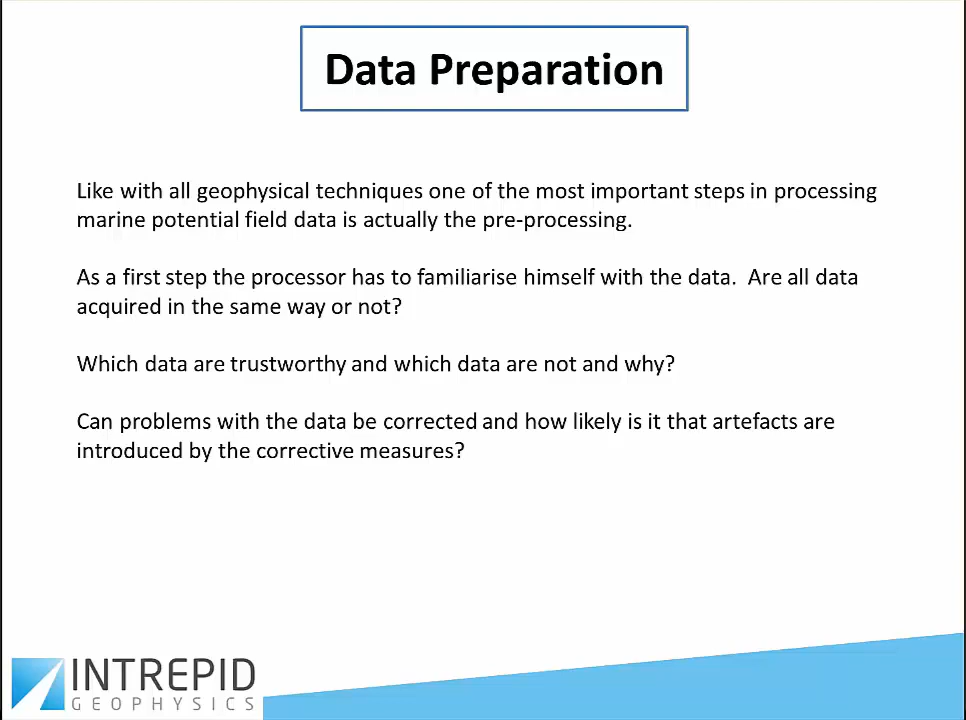 Data Preparation
Like with all geophysical techniques one of the most important steps in processing
marine potential field data is actually the pre-processing.
As a first step the processor has to familiarise himself with the data.  Are all data
acquired in the same way or not?
Which data are trustworthy and which data are not and why?
Can problems with the data be corrected and how likely is it that artefacts are
introduced by the corrective measures?
INTREPID
GEOPHYSICS